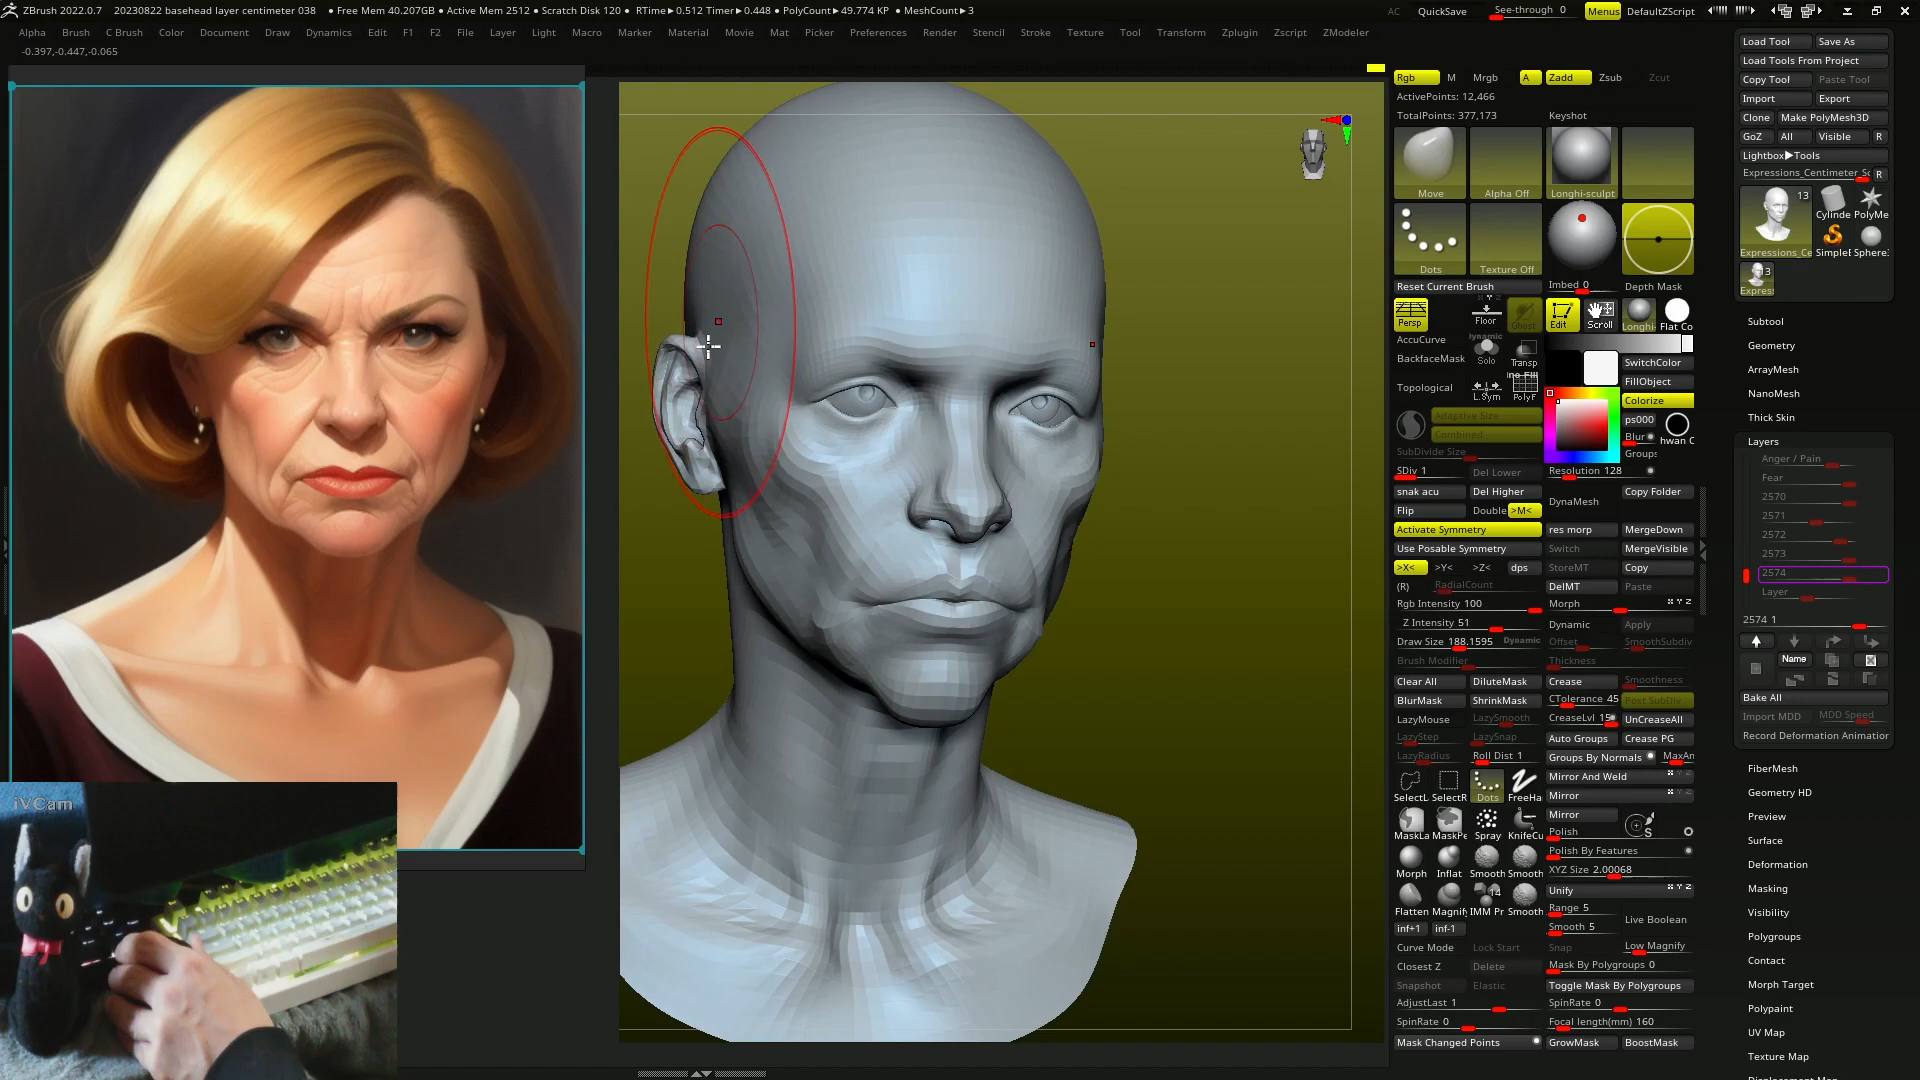 ZBrush 2022.0.7 20230822 basehead layer centimeter 038 • Free Mem 40.207GB • Active Mem 2512 • Scratch Disk 120 • RTime▶0.512 Timer▶0.448 • PolyCount▶49.774 KP • MeshCount▶3
AC QuickSave See-through 0 Menus DefaultZScript
Alpha Brush C Brush Color Document Draw Dynamics Edit F1 F2 File Layer Light Macro Marker Material Movie Mat Picker Preferences Render Stencil Stroke Texture Tool Transform Zplugin Zscript ZModeler
-0.397,-0.447,-0.065
iVCam
Rgb M Mrgb A Zadd Zsub Zcut
ActivePoints: 12,466
TotalPoints: 377,173 Keyshot
Move Alpha Off Longhi-sculpt
Dots Texture Off
Reset Current Brush Imbed 0 Depth Mask
Persp Floor Ghost Edit Scroll Longhi- Flat Co
AccuCurve Dynamic
BackfaceMask Solo Transp
SwitchColor
Topological L.Sym PolyF FillObject
Adaptive Size Colorize
Combined ps000
Blur hwan C
SubDivide Size Groups
SDiv 1 Del Lower Resolution 128
snak acu Del Higher DynaMesh Copy Folder
Flip Double >M<
Activate Symmetry res morp MergeDown
Use Posable Symmetry Switch MergeVisible
>X< >Y< >Z< dps StoreMT Copy
(R) RadialCount DelMT Paste
Rgb Intensity 100 Morph X Y Z
Z Intensity 51 Dynamic Apply
Draw Size 188.1595 Dynamic Offset SmoothSubdiv
Brush Modifier Thickness
Clear All DiluteMask Crease Smoothness
BlurMask ShrinkMask CTolerance 45 Post SubDiv
LazyMouse LazySmooth CreaseLvl 15 UnCreaseAll
LazyStep LazySnap Auto Groups Crease PG
LazyRadius Roll Dist 1 Groups By Normals MaxAn
SelectL SelectR Dots FreeHa Mirror And Weld
Mirror
Mirror
MaskLa MaskPe Spray KnifeCu Polish S
Morph Inflat Smooth Smooth Polish By Features
XYZ Size 2.00068
Flatten Magnify IMM Pr 14 Smooth Unify X Y Z
Range 5 Live Boolean
inf+1 inf-1 Smooth 5
Curve Mode Lock Start Snap Low Magnify
Closest Z Delete Mask By Polygroups 0
Snapshot Elastic Toggle Mask By Polygroups
AdjustLast 1 SpinRate 0
SpinRate 0 Focal length(mm) 160
Mask Changed Points GrowMask BoostMask
Load Tool Save As
Load Tools From Project
Copy Tool Paste Tool
Import Export
Clone Make PolyMesh3D
GoZ All Visible R
Lightbox▶Tools
Expressions_Centimeter_Sc R
13 Cylinde PolyMe
Expressions_Ce SimpleE Sphere3
13
Express
Subtool
Geometry
ArrayMesh
NanoMesh
Thick Skin
Layers
Anger / Pain
Fear
2570
2571
2572
2573
2574
Layer
2574 1
Name
Bake All
Import MDD MDD Speed
Record Deformation Animation
FiberMesh
Geometry HD
Preview
Surface
Deformation
Masking
Visibility
Polygroups
Contact
Morph Target
Polypaint
UV Map
Texture Map